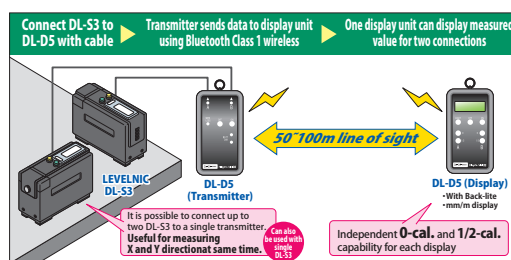 Connect DL-S3 to
DL-D5 with cable
Transmitter sends data to display unit
using Bluetooth Class 1 wireless
One display unit can display measured
value for two connections
50~100m line of sight
LEVELNIC
DL-S3
DL-D5
(Transmitter)
DL-D5 (Display)
•With Back-lite
•mm/m display
It is possible to connect up to
two DL-S3 to a single transmitter.
Useful for measuring
X and Y directionat same time.
Can also
be used with
single
DL-S3
Independent 0-cal. and 1/2-cal.
capability for each display